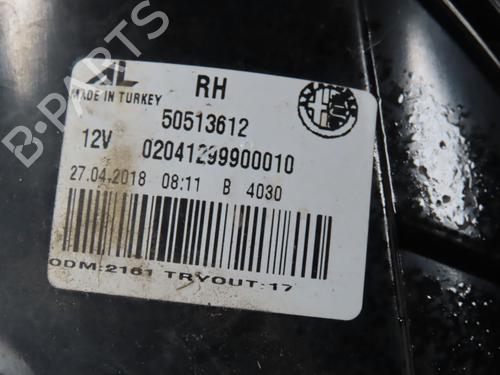 AL RH
MADE IN TURKEY
50513612
12V 02041299900010
27.04.2018 08:11 B 4030
ODM:2161 TRYOUT:17
B-PARTS